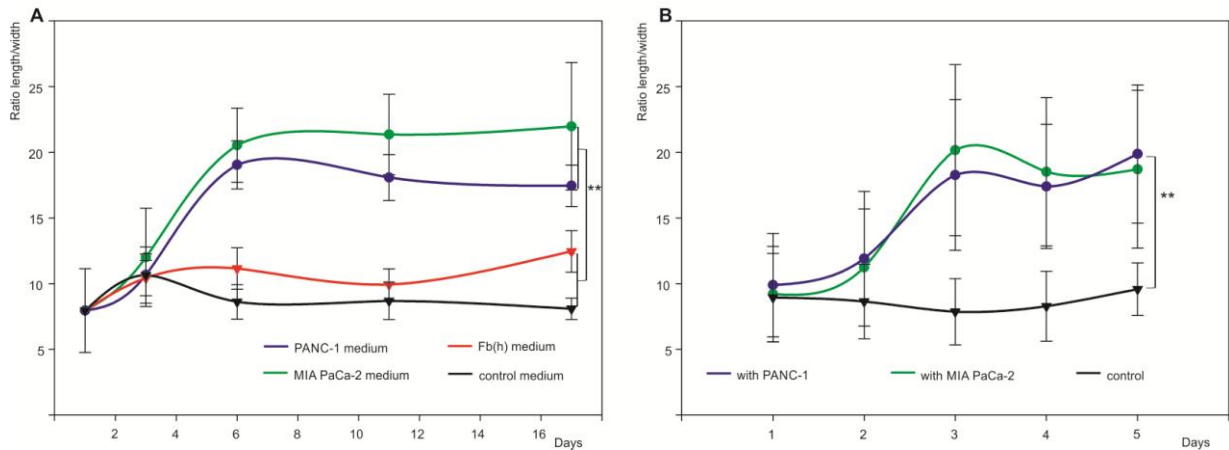 A
Ratio length/width
25
20
15
10
5
**
PANC-1 medium
Fb(h) medium
MIA PaCa-2 medium
control medium
2 4 6 8 10 12 14 16
Days
B
Ratio length/width
25
20
15
10
5
**
with PANC-1 with MIA PaCa-2 control
1 2 3 4 5
Days